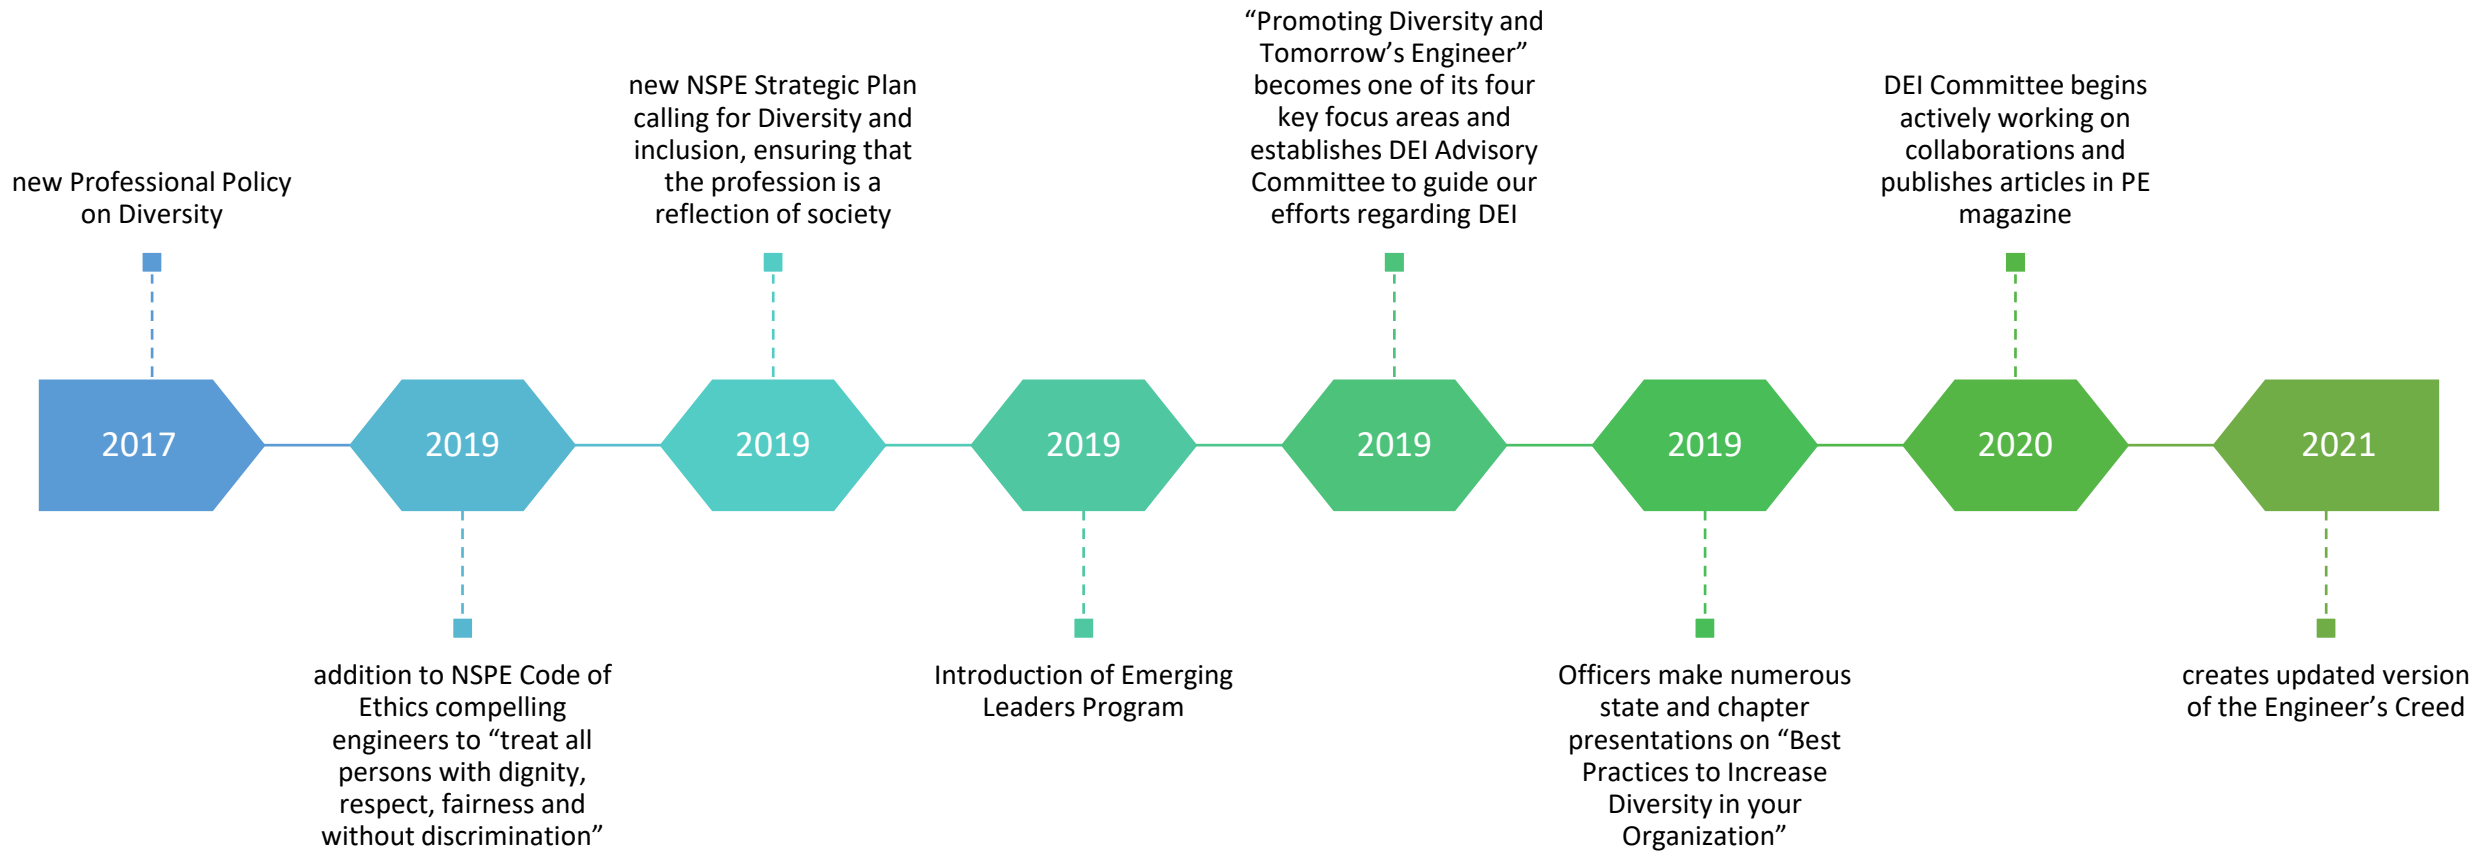 new Professional Policy
on Diversity
new NSPE Strategic Plan
calling for Diversity and
inclusion, ensuring that
the profession is a
reflection of society
“Promoting Diversity and
Tomorrow’s Engineer”
becomes one of its four
key focus areas and
establishes DEI Advisory
Committee to guide our
efforts regarding DEI
DEI Committee begins
actively working on
collaborations and
publishes articles in PE
magazine
2017
2019
2019
2019
2019
2019
2020
2021
addition to NSPE Code of
Ethics compelling
engineers to “treat all
persons with dignity,
respect, fairness and
without discrimination”
Introduction of Emerging
Leaders Program
Officers make numerous
state and chapter
presentations on “Best
Practices to Increase
Diversity in your
Organization”
creates updated version
of the Engineer’s Creed